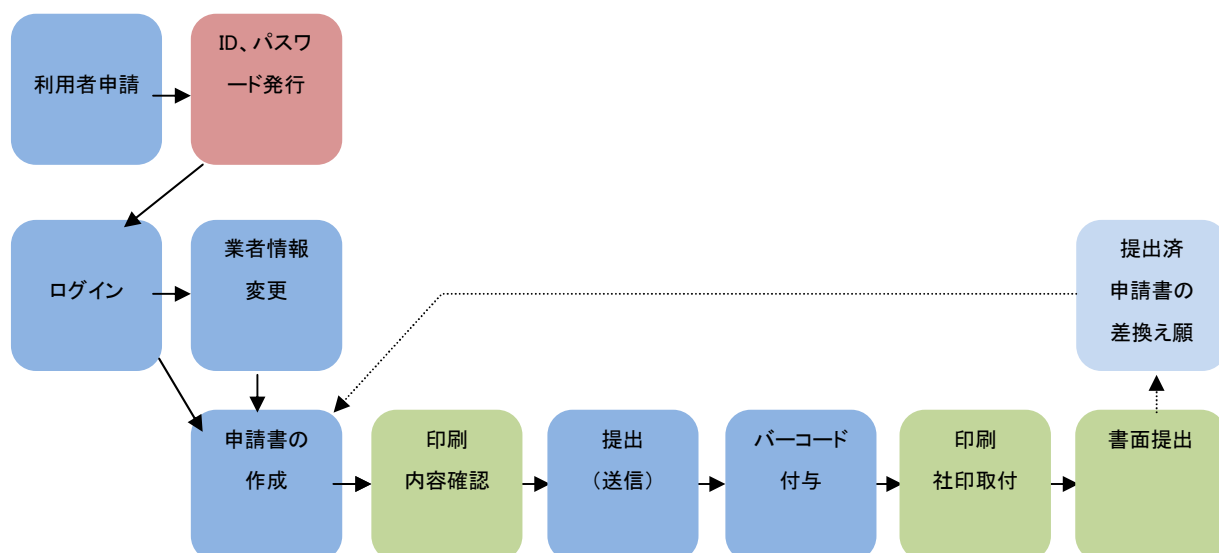 利用者申請
ID、パスワ
ード発行
ログイン
業者情報
変更
提出済
申請書の
差換え願
申請書の
作成
印刷
内容確認
提出
（送信）
バーコード
付与
印刷
社印取付
書面提出